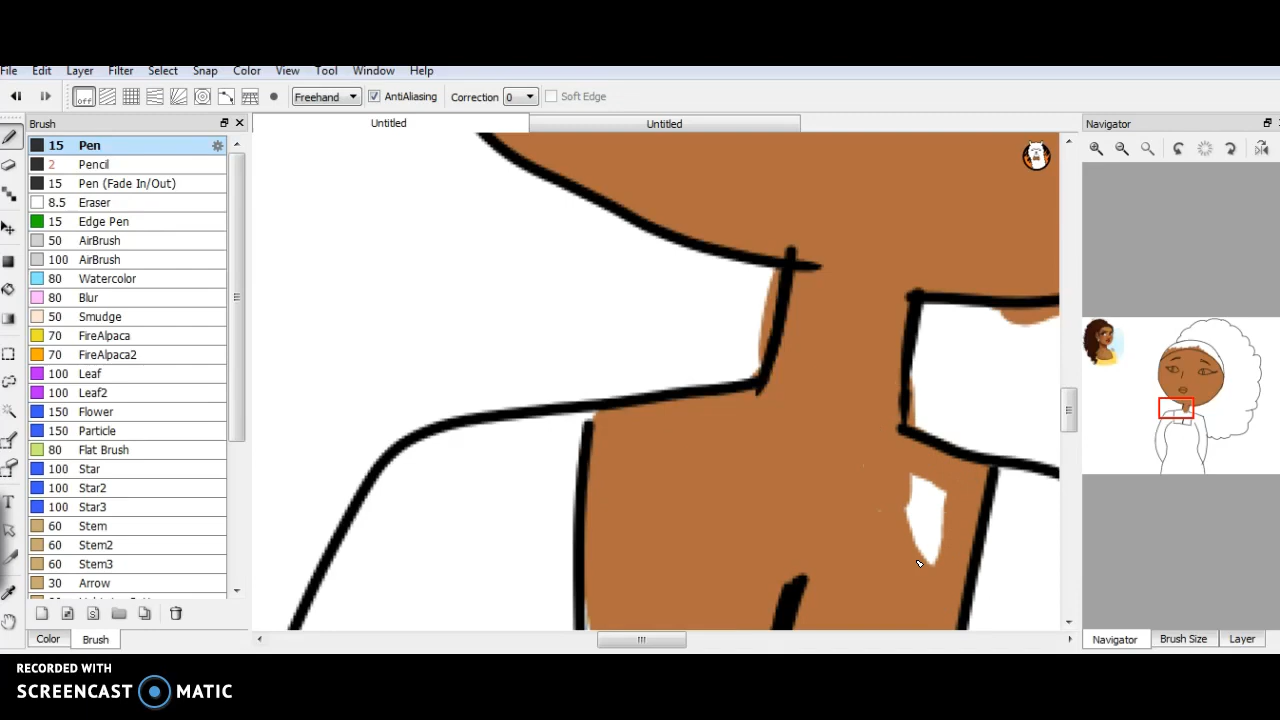 File Edit Layer Filter Select Snap Color View Tool Window Help
off Freehand AntiAliasing Correction 0 Soft Edge
Brush Untitled Untitled Navigator
15 Pen
2 Pencil
15 Pen (Fade In/Out)
8.5 Eraser
15 Edge Pen
50 AirBrush
100 AirBrush
80 Watercolor
80 Blur
50 Smudge
70 FireAlpaca
70 FireAlpaca2
100 Leaf
100 Leaf2
150 Flower
150 Particle
80 Flat Brush
100 Star
100 Star2
100 Star3
60 Stem
60 Stem2
60 Stem3
30 Arrow
Color Brush Navigator Brush Size Layer
RECORDED WITH
SCREENCAST MATIC